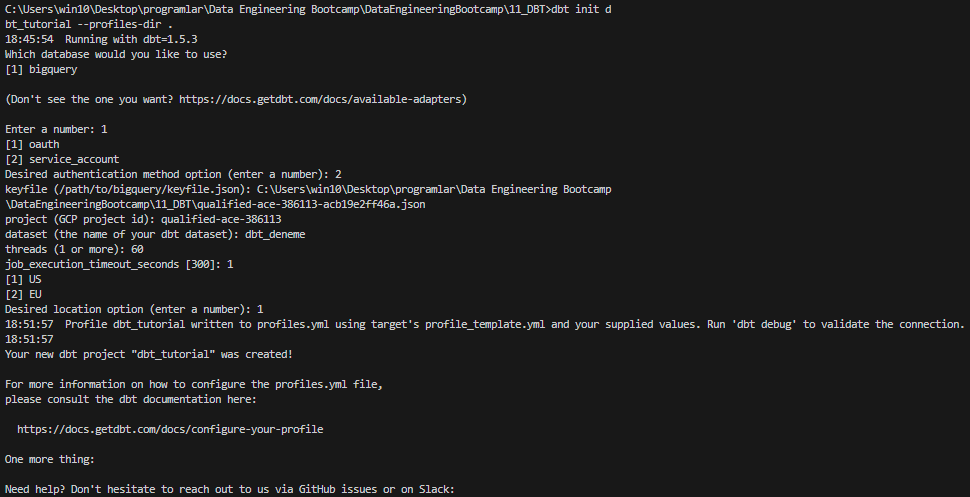 C:\Users\win10\Desktop\programlar\Data Engineering Bootcamp\DataEngineeringBootcamp\11_DBT>dbt init d
bt_tutorial --profiles-dir .
18:45:54  Running with dbt=1.5.3
Which database would you like to use?
[1] bigquery
(Don't see the one you want? https://docs.getdbt.com/docs/available-adapters)
Enter a number: 1
[1] oauth
[2] service_account
Desired authentication method option (enter a number): 2
keyfile (/path/to/bigquery/keyfile.json): C:\Users\win10\Desktop\programlar\Data Engineering Bootcamp
\DataEngineeringBootcamp\11_DBT\qualified-ace-386113-acb19e2ff46a.json
project (GCP project id): qualified-ace-386113
dataset (the name of your dbt dataset): dbt_deneme
threads (1 or more): 60
job_execution_timeout_seconds [300]: 1
[1] US
[2] EU
Desired location option (enter a number): 1
18:51:57  Profile dbt_tutorial written to profiles.yml using target's profile_template.yml and your supplied values. Run 'dbt debug' to validate the connection.
18:51:57
Your new dbt project "dbt_tutorial" was created!
For more information on how to configure the profiles.yml file,
please consult the dbt documentation here:
https://docs.getdbt.com/docs/configure-your-profile
One more thing:
Need help? Don't hesitate to reach out to us via GitHub issues or on Slack: